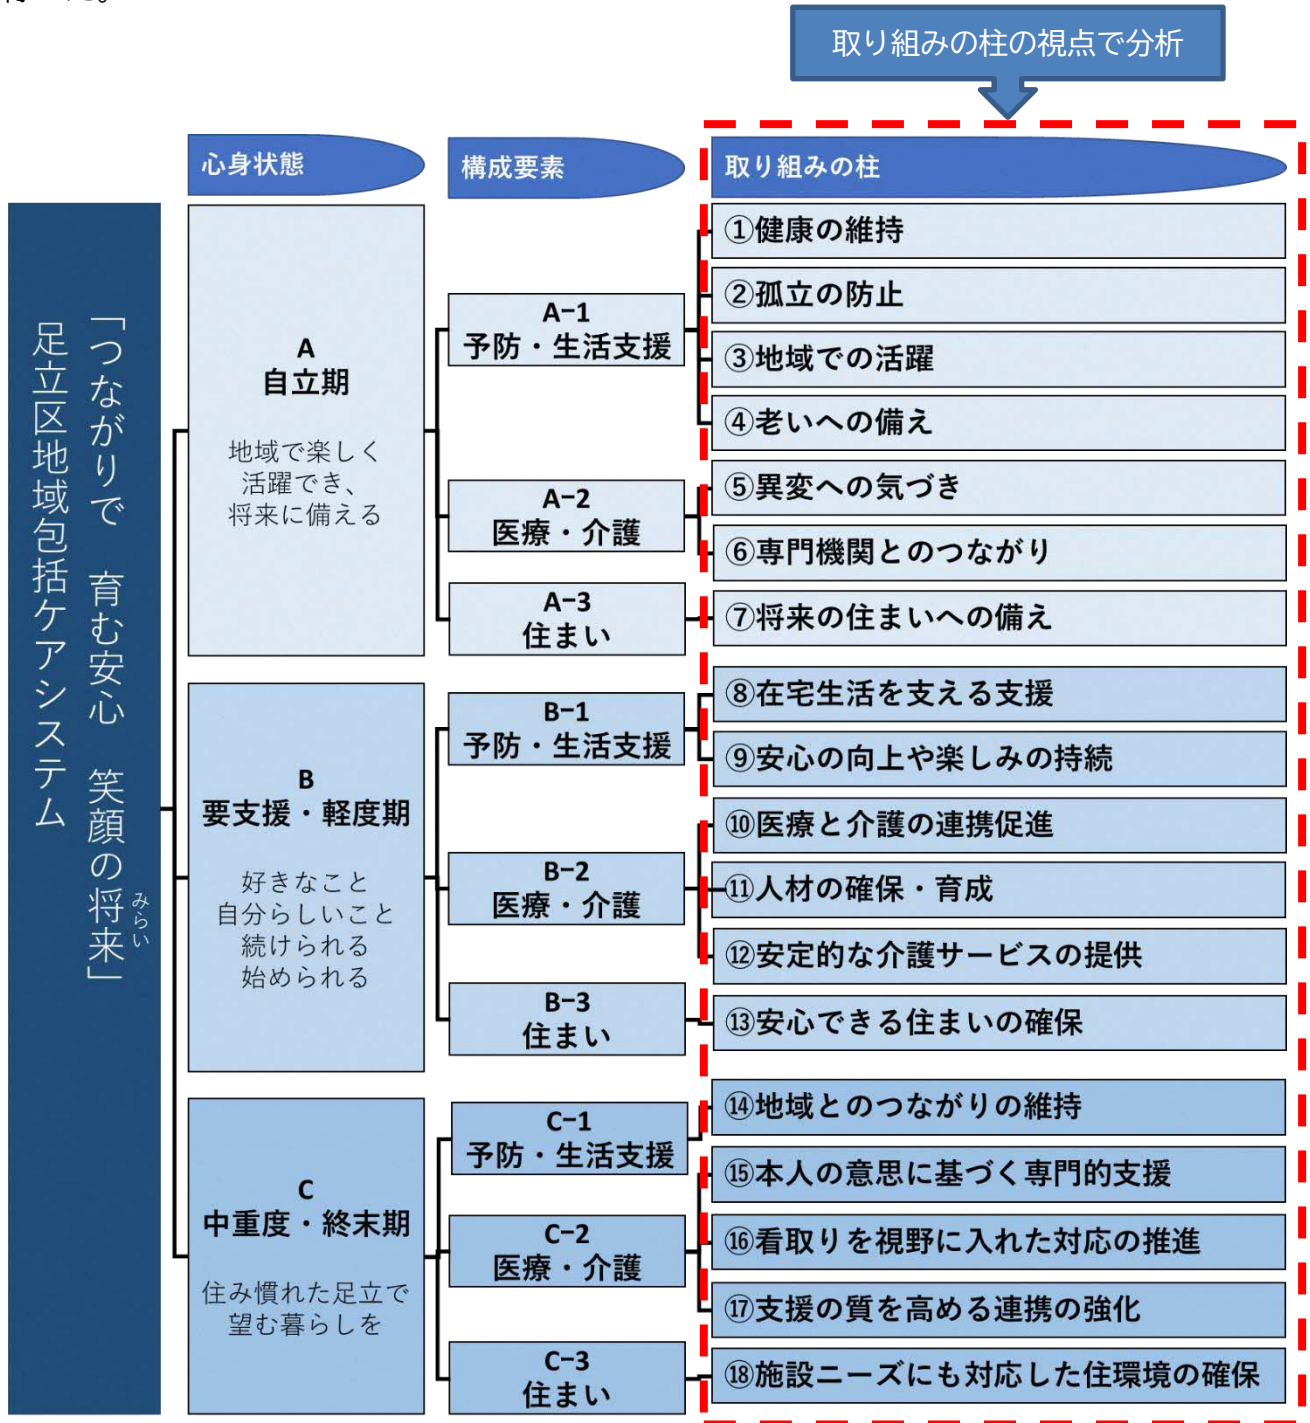 取り組みの柱の視点で分析
心身状態
構成要素
取り組みの柱
「つながりで 育む安心 笑顔の将来」
みらい
足立区地域包括ケアシステム
A
自立期
地域で楽しく
活躍でき、
将来に備える
A-1
予防・生活支援
①健康の維持
②孤立の防止
③地域での活躍
④老いへの備え
A-2
医療・介護
⑤異変への気づき
⑥専門機関とのつながり
A-3
住まい
⑦将来の住まいへの備え
B
要支援・軽度期
好きなこと
自分らしいこと
続けられる
始められる
B-1
予防・生活支援
⑧在宅生活を支える支援
⑨安心の向上や楽しみの持続
B-2
医療・介護
⑩医療と介護の連携促進
⑪人材の確保・育成
⑫安定的な介護サービスの提供
B-3
住まい
⑬安心できる住まいの確保
C
中重度・終末期
住み慣れた足立で
望む暮らしを
C-1
予防・生活支援
⑭地域とのつながりの維持
C-2
医療・介護
⑮本人の意思に基づく専門的支援
⑯看取りを視野に入れた対応の推進
⑰支援の質を高める連携の強化
C-3
住まい
⑱施設ニーズにも対応した住環境の確保